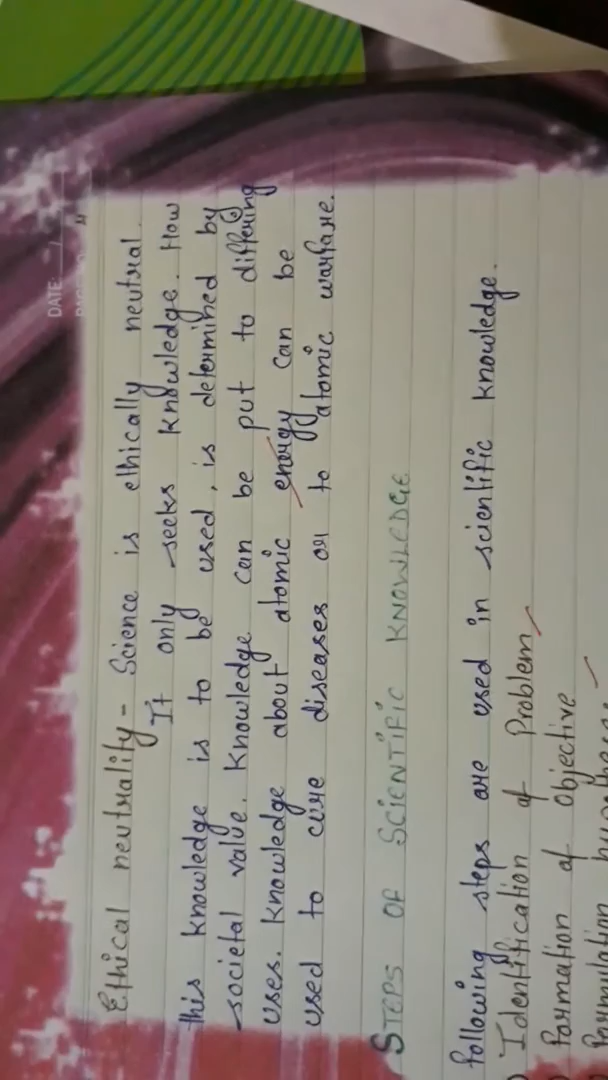 DATE:
Ethical neutrality - Science is ethically neutral.
It only seeks knowledge. How
this knowledge is to be used, is determined by
societal value. Knowledge can be put to differing
uses. Knowledge about atomic energy can be
used to cure diseases or to atomic warfare.
STEPS OF SCIENTIFIC KNOWLEDGE
following steps are used in scientific knowledge.
Identification of Problem
Formation of Objective
Formulation